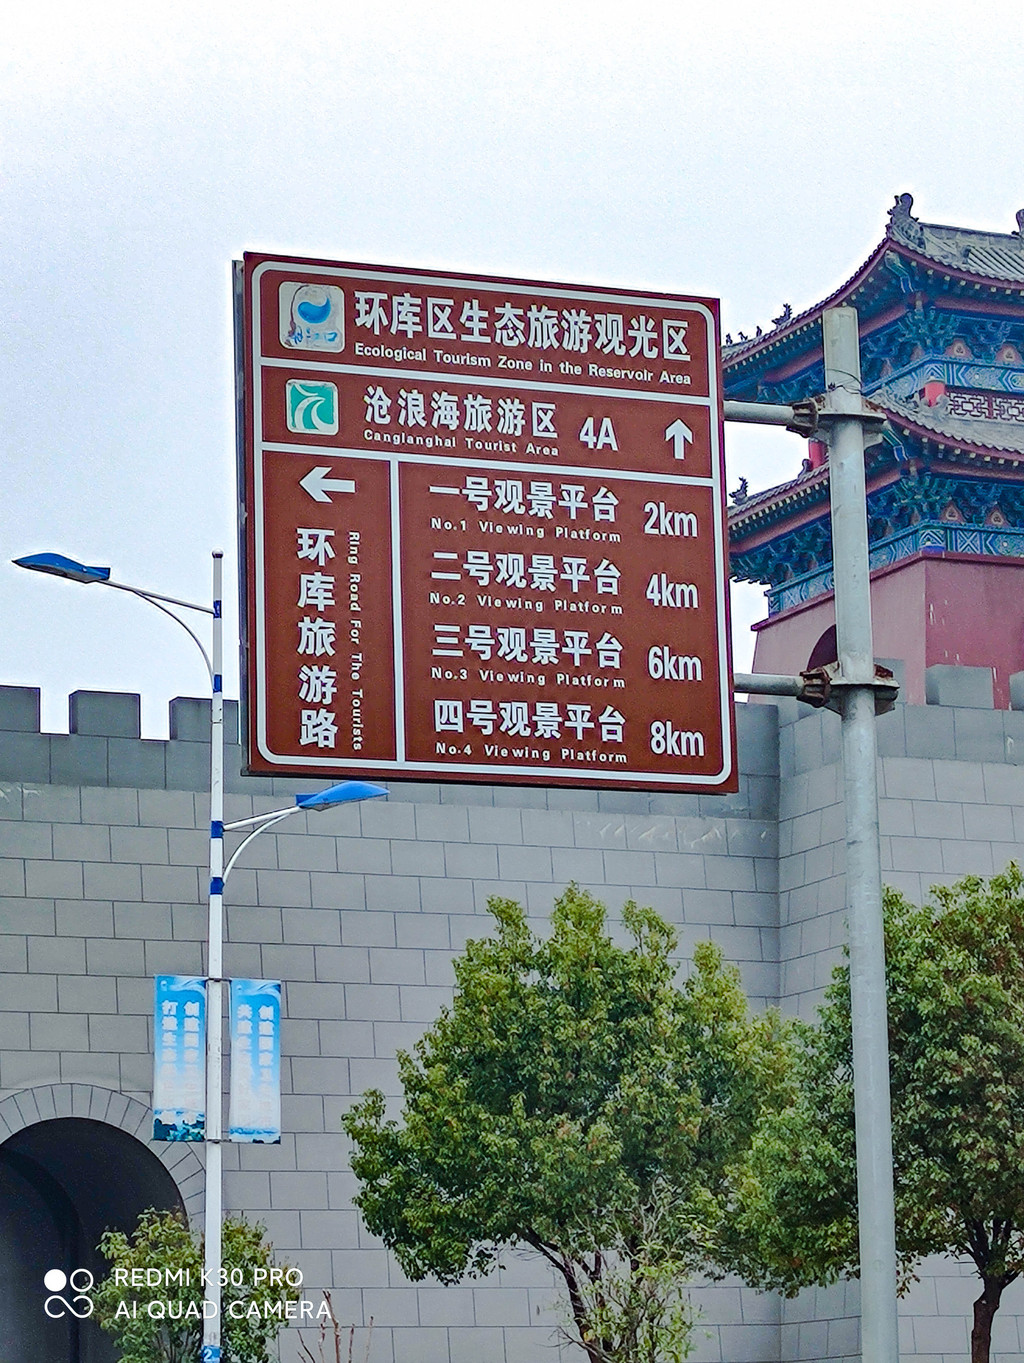 环库区生态旅游观光区
Ecological Tourism Zone in the Reservoir Area
沧浪海旅游区 4A
Canglanghai Tourist Area
环库旅游路
Ring Road For The Tourists
一号观景平台 2km
No.1 Viewing Platform
二号观景平台 4km
No.2 Viewing Platform
三号观景平台 6km
No.3 Viewing Platform
四号观景平台 8km
No.4 Viewing Platform
REDMI K30 PRO
AI QUAD CAMERA